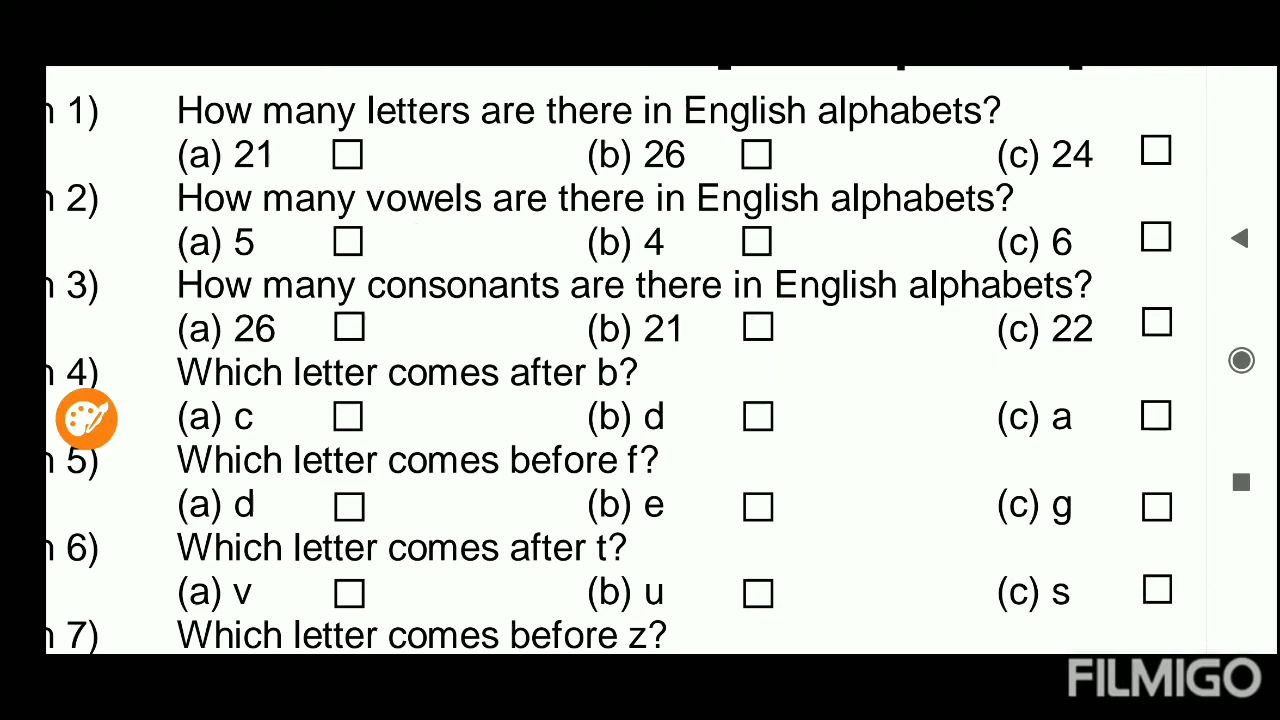 n 1) How many letters are there in English alphabets?
(a) 21 (b) 26 (c) 24
n 2) How many vowels are there in English alphabets?
(a) 5 (b) 4 (c) 6
n 3) How many consonants are there in English alphabets?
(a) 26 (b) 21 (c) 22
n 4) Which letter comes after b?
(a) c (b) d (c) a
n 5) Which letter comes before f?
(a) d (b) e (c) g
n 6) Which letter comes after t?
(a) v (b) u (c) s
n 7) Which letter comes before z?
FILMIGO